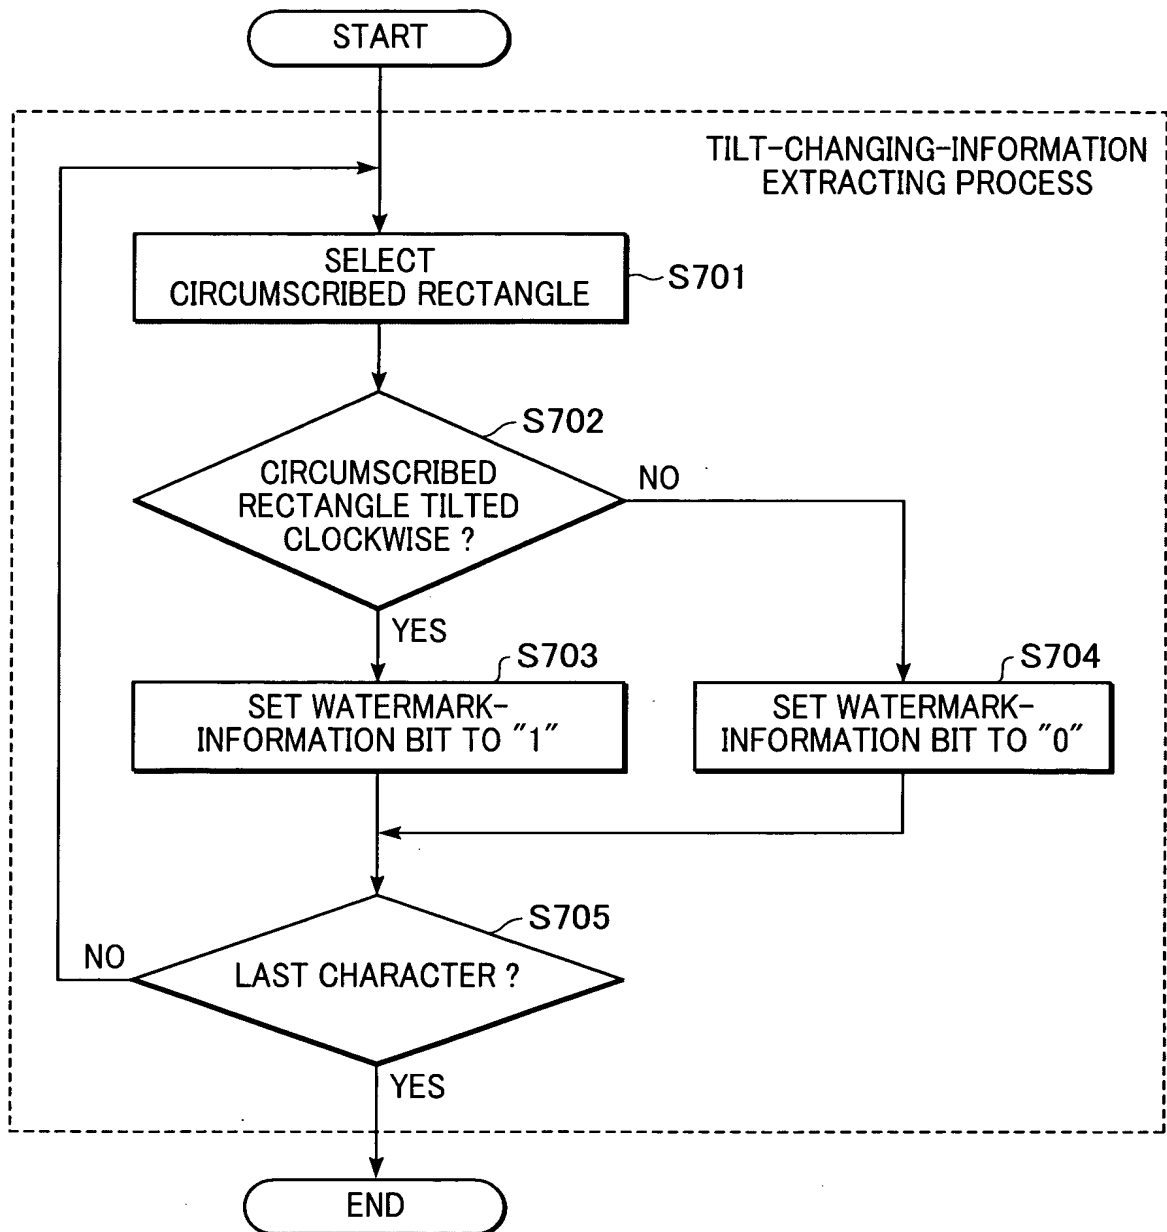 START
TILT-CHANGING-INFORMATION
EXTRACTING PROCESS
SELECT
CIRCUMSCRIBED RECTANGLE
S701
S702
CIRCUMSCRIBED
RECTANGLE TILTED
CLOCKWISE ?
NO
YES
S703
SET WATERMARK-
INFORMATION BIT TO "1"
S704
SET WATERMARK-
INFORMATION BIT TO "0"
S705
NO
LAST CHARACTER ?
YES
END